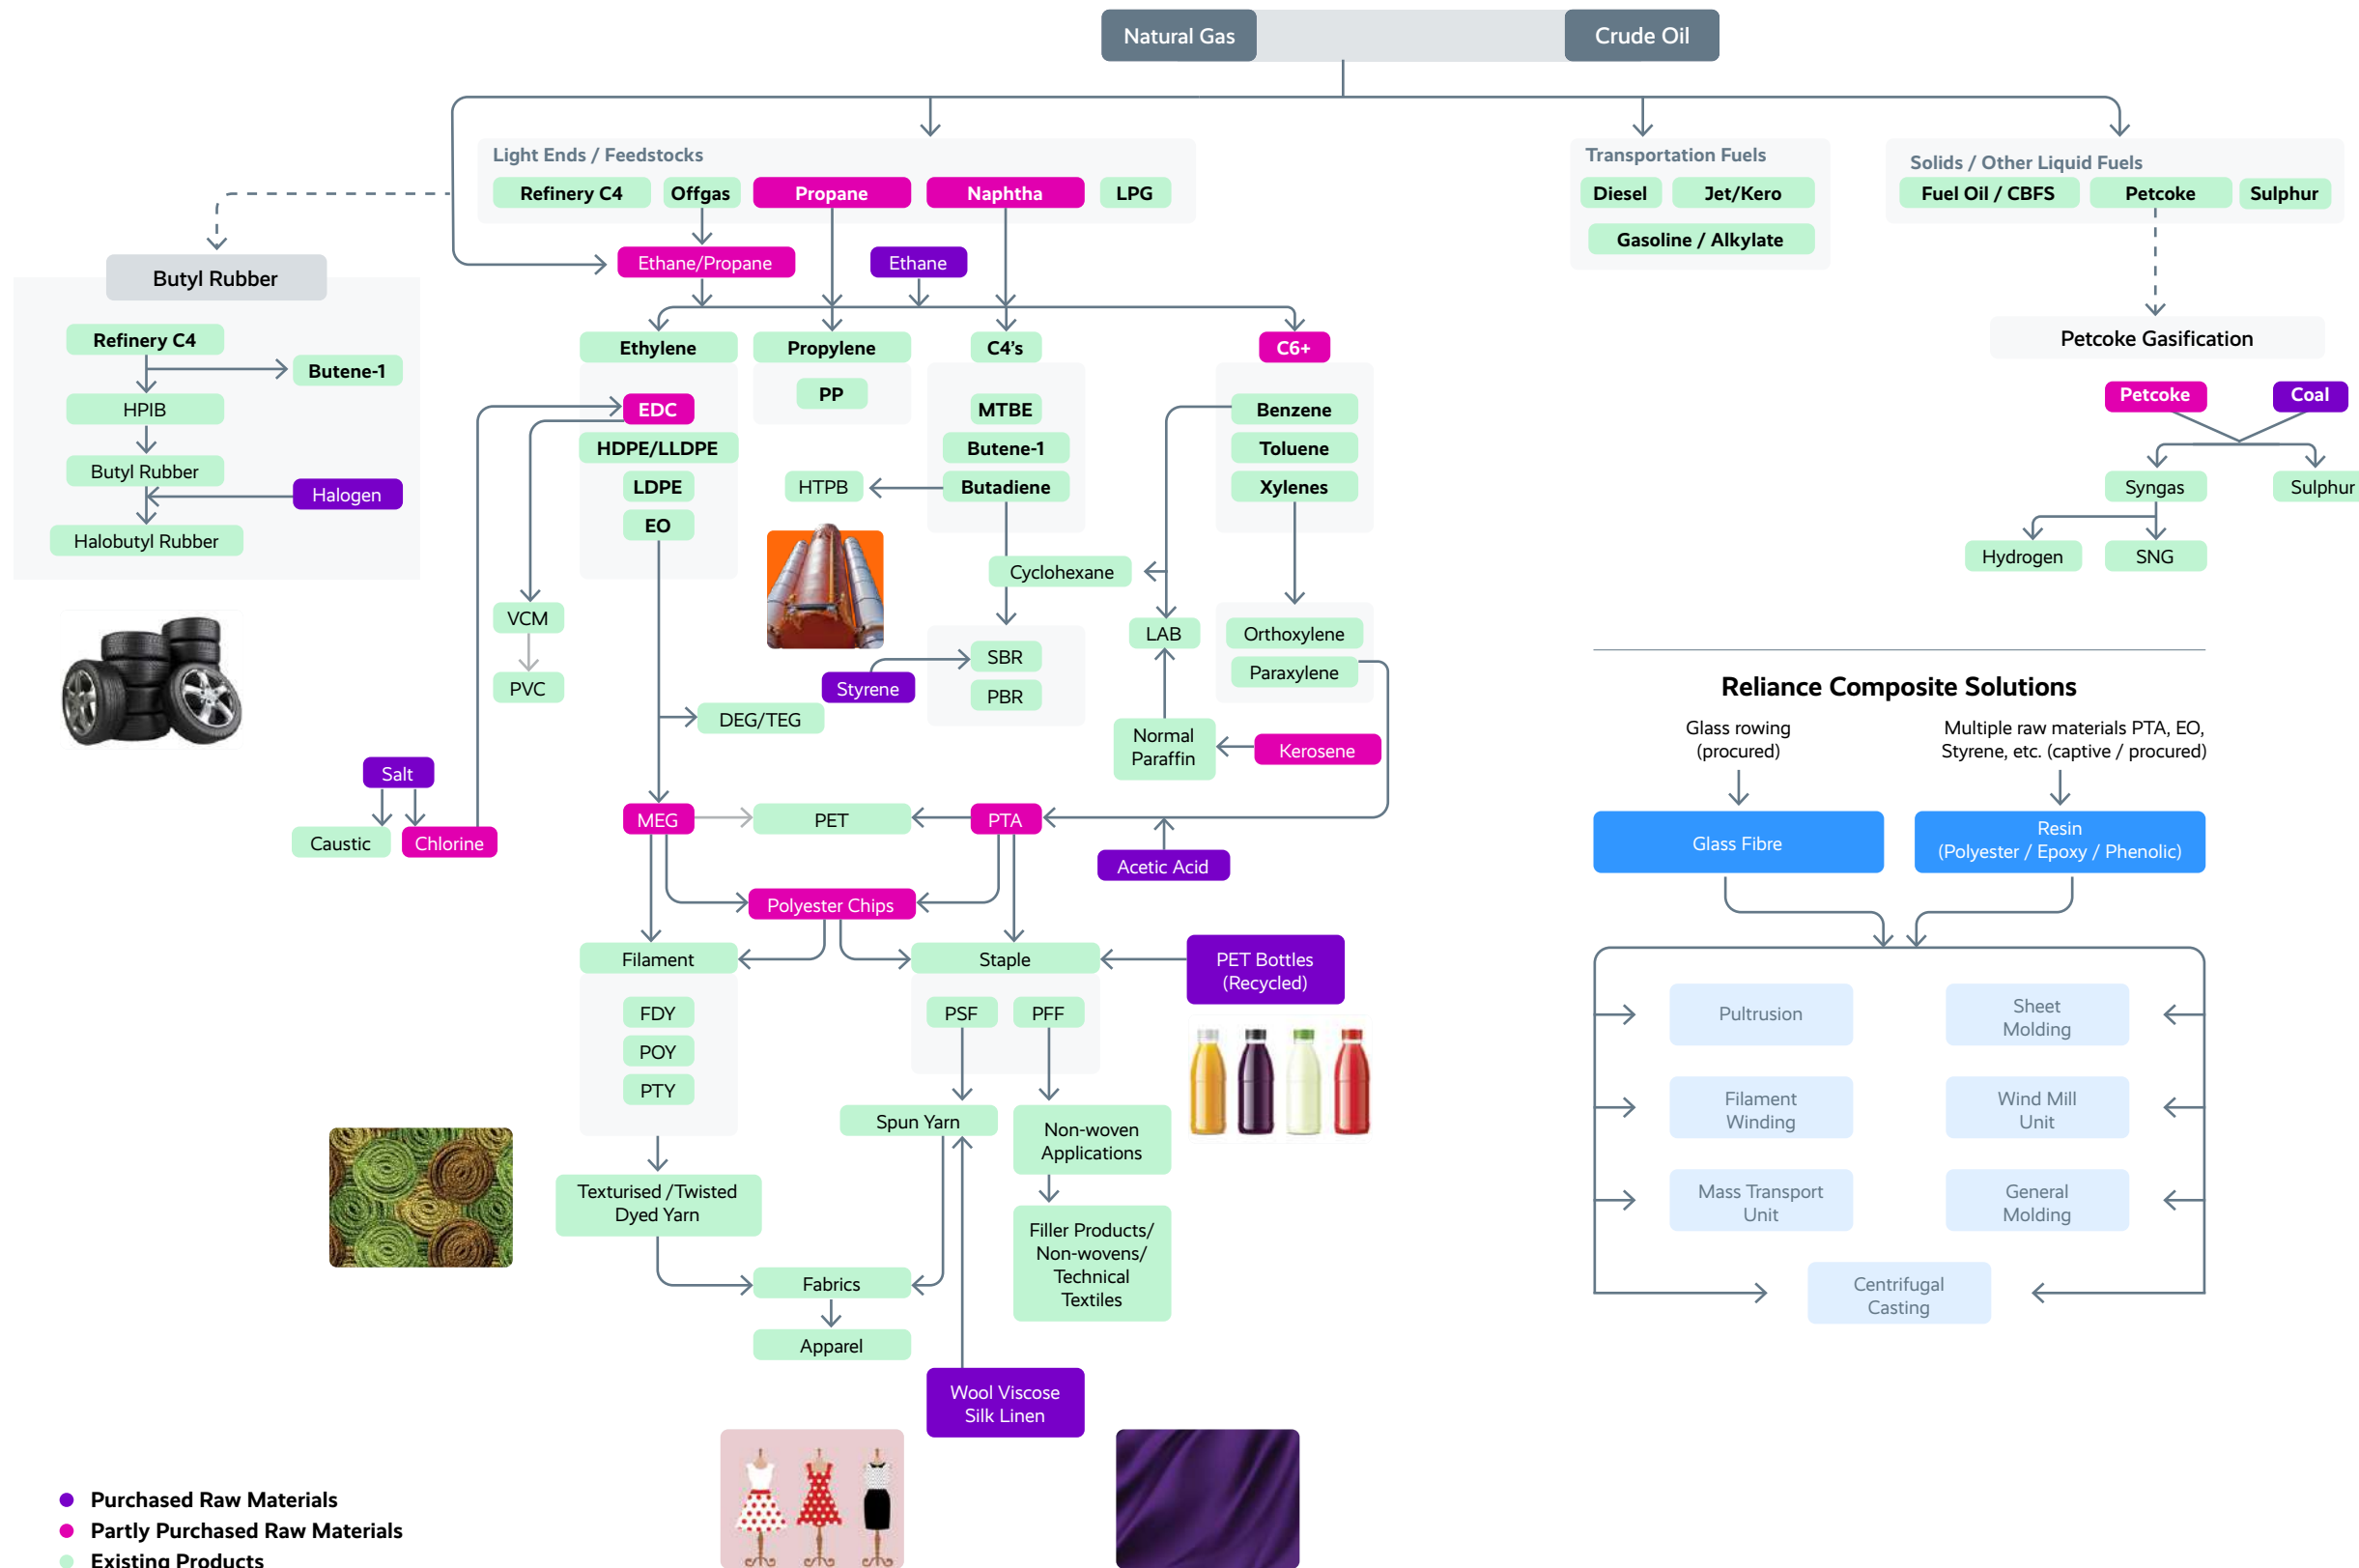 Natural Gas
Crude Oil
Light Ends / Feedstocks
Refinery C4
Offgas
Propane
Naphtha
LPG
Transportation Fuels
Diesel
Jet/Kero
Gasoline / Alkylate
Solids / Other Liquid Fuels
Fuel Oil / CBFS
Petcoke
Sulphur
Ethane/Propane
Ethane
Butyl Rubber
Refinery C4
Butene-1
HPIB
Butyl Rubber
Halogen
Halobutyl Rubber
Ethylene
Propylene
C4's
C6+
EDC
HDPE/LLDPE
LDPE
EO
PP
MTBE
Butene-1
Butadiene
HTPB
Benzene
Toluene
Xylenes
Petcoke Gasification
Petcoke
Coal
Syngas
Sulphur
Hydrogen
SNG
Cyclohexane
VCM
PVC
LAB
Orthoxylene
Paraxylene
SBR
PBR
Styrene
DEG/TEG
Normal
Paraffin
Kerosene
Salt
Caustic
Chlorine
MEG
PET
PTA
Acetic Acid
Polyester Chips
Filament
Staple
PET Bottles
(Recycled)
FDY
POY
PTY
PSF
PFF
Spun Yarn
Non-woven
Applications
Texturised /Twisted
Dyed Yarn
Filler Products/
Non-wovens/
Technical
Textiles
Fabrics
Apparel
Wool Viscose
Silk Linen
Reliance Composite Solutions
Glass rowing
(procured)
Multiple raw materials PTA, EO,
Styrene, etc. (captive / procured)
Glass Fibre
Resin
(Polyester / Epoxy / Phenolic)
Pultrusion
Sheet
Molding
Filament
Winding
Wind Mill
Unit
Mass Transport
Unit
General
Molding
Centrifugal
Casting
Purchased Raw Materials
Partly Purchased Raw Materials
Existing Products